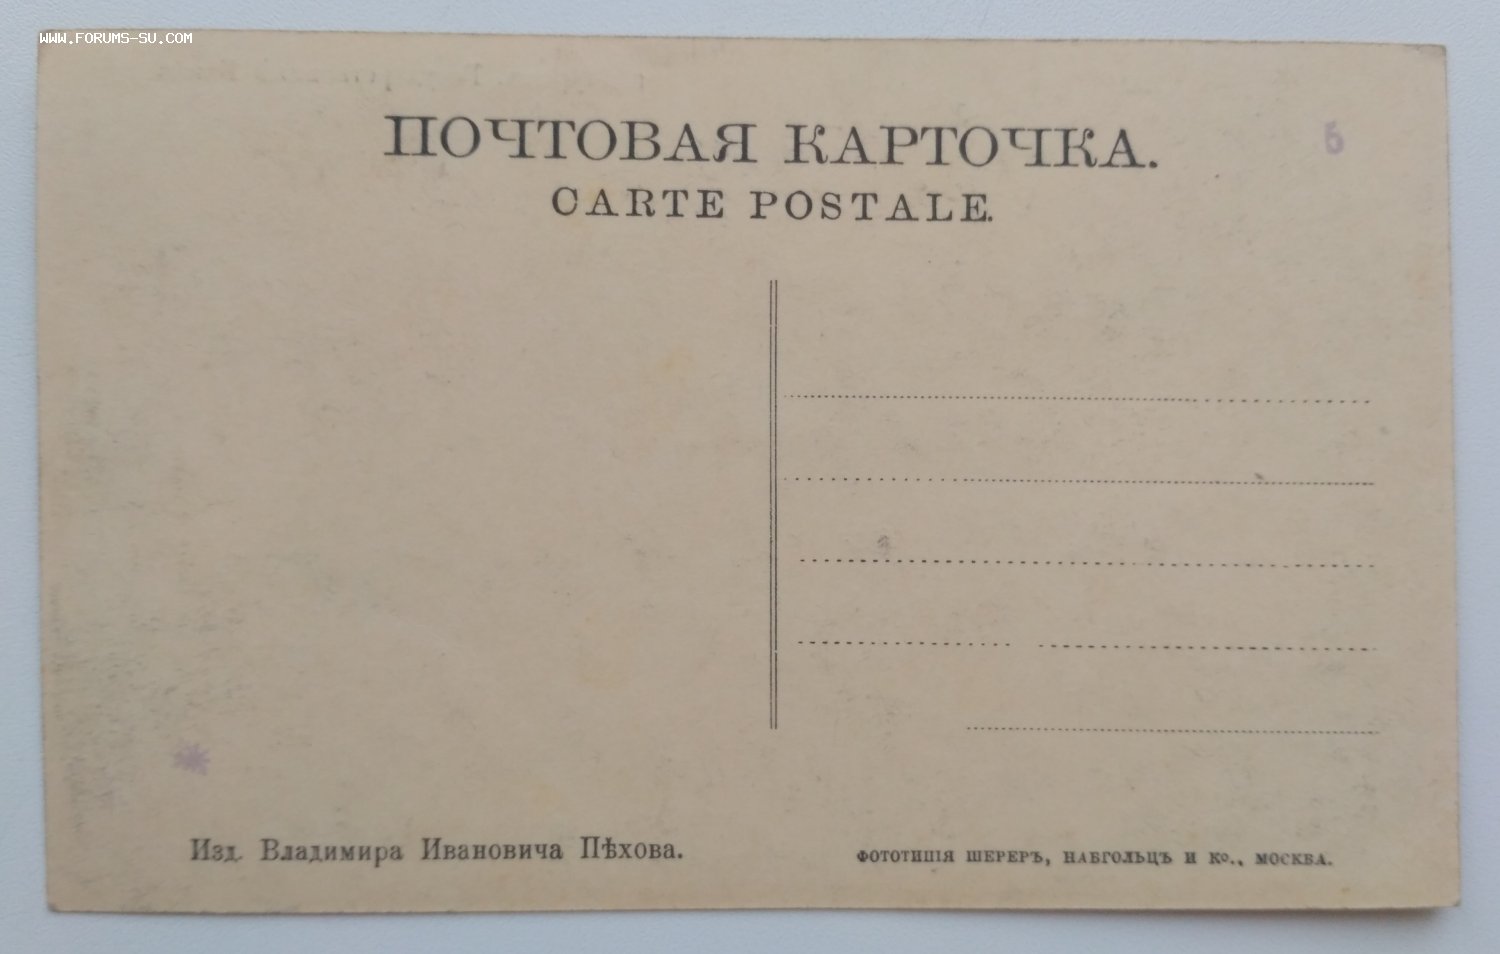 WWW.FORUMS-SU.COM
ПОЧТОВАЯ КАРТОЧКА.
CARTE POSTALE.
Изд. Владимира Ивановича Пѣхова.
ФОТОТИПІЯ ШЕРЕРЪ, НАБГОЛЬЦЪ И Ко., МОСКВА.